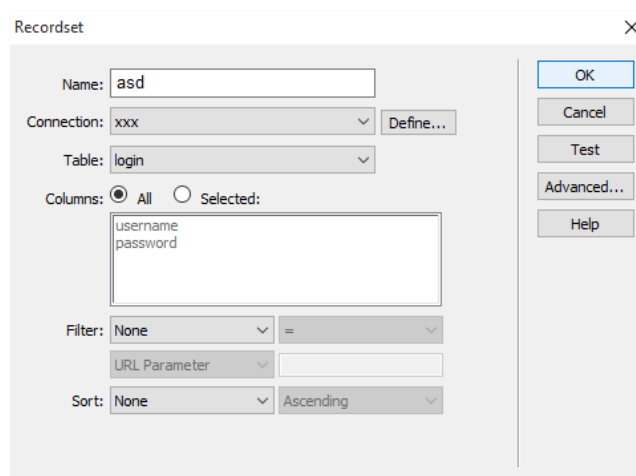 Recordset
Name: asd
OK
Connection: xxx
Define...
Cancel
Table: login
Test
Columns: All Selected:
Advanced...
username
password
Help
Filter: None =
URL Parameter
Sort: None Ascending